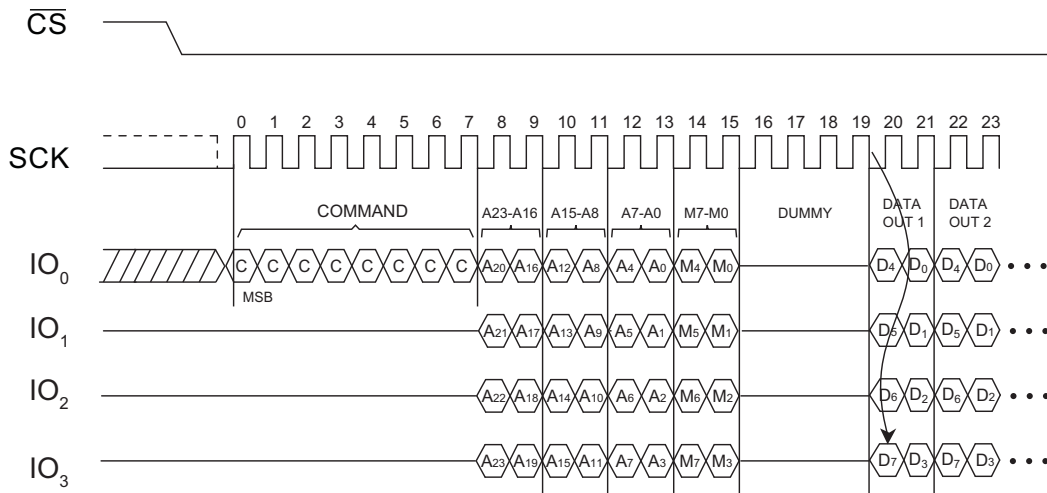 CS
0 1 2 3 4 5 6 7 8 9 10 11 12 13 14 15 16 17 18 19 20 21 22 23
SCK
COMMAND A23-A16 A15-A8 A7-A0 M7-M0 DUMMY DATA OUT 1 DATA OUT 2
IO0 C C C C C C C C A20 A16 A12 A8 A4 A0 M4 M0 D4 D0 D4 D0
MSB
IO1 A21 A17 A13 A9 A5 A1 M5 M1 D5 D1 D5 D1
IO2 A22 A18 A14 A10 A6 A2 M6 M2 D6 D2 D6 D2
IO3 A23 A19 A15 A11 A7 A3 M7 M3 D7 D3 D7 D3